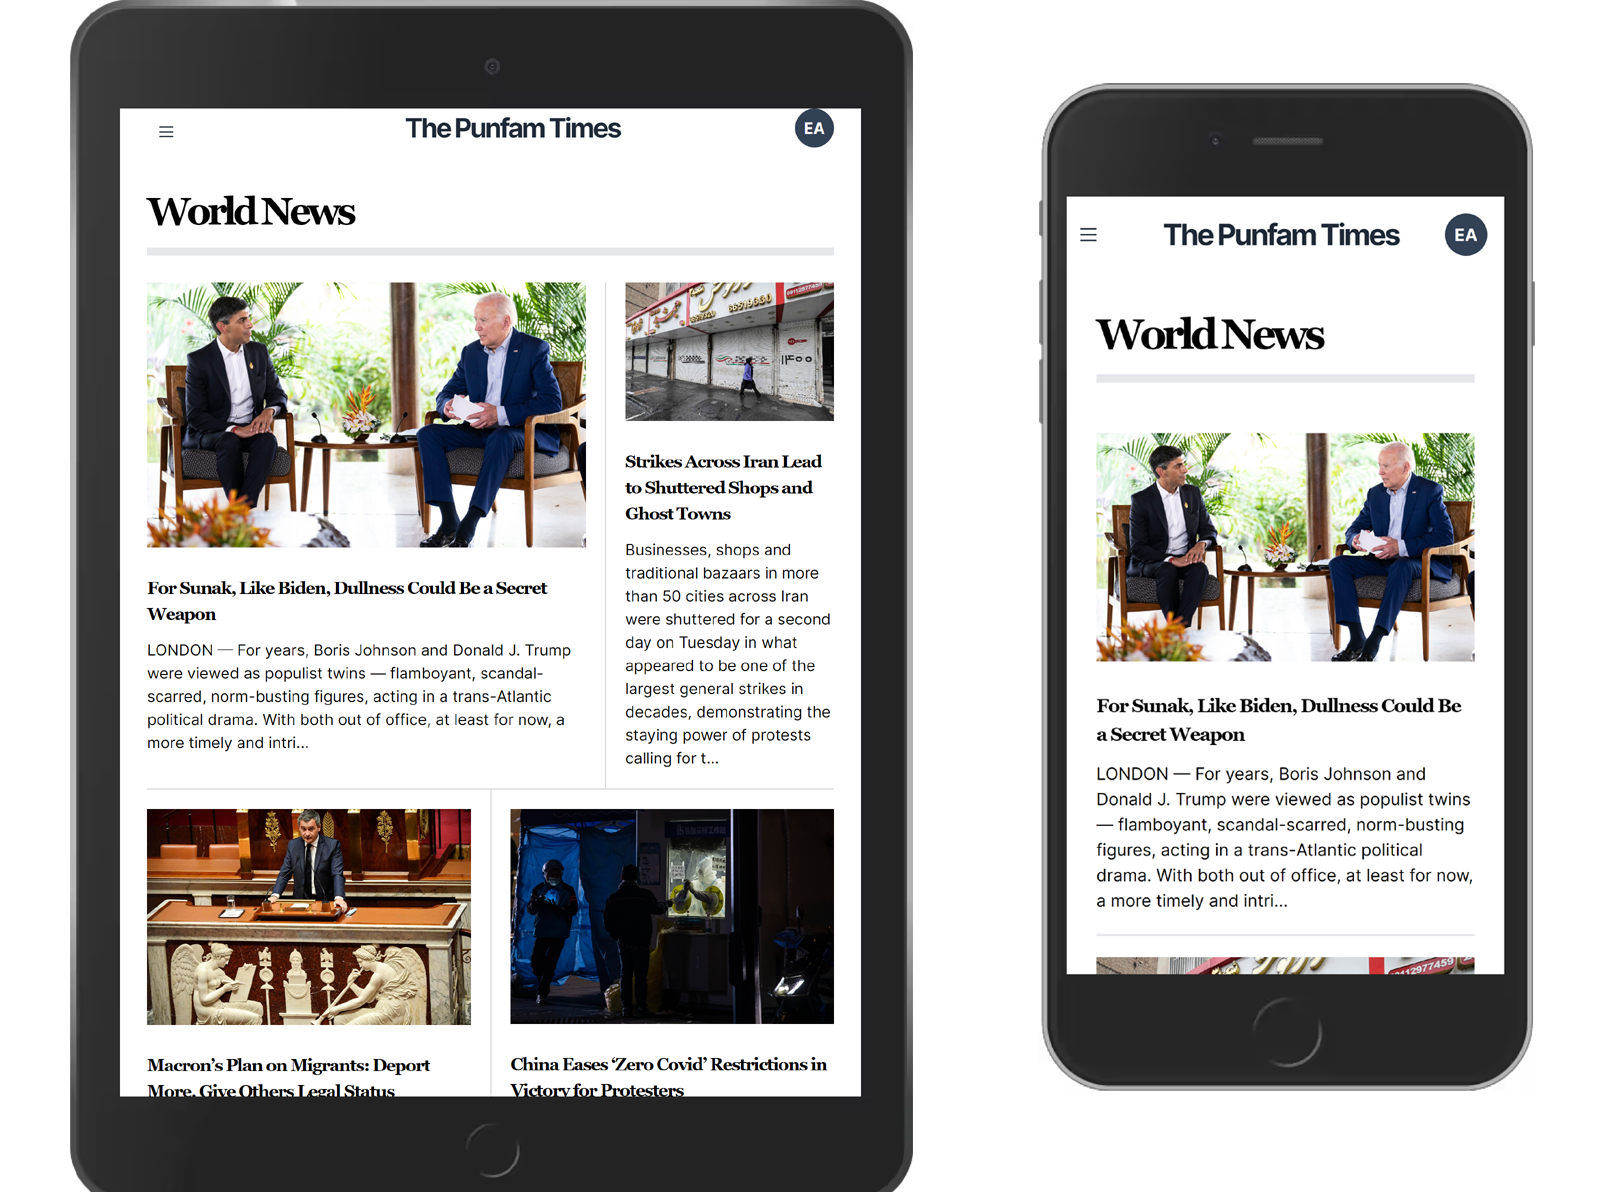 The Punfam Times
EA
World News
For Sunak, Like Biden, Dullness Could Be a Secret
Weapon
LONDON — For years, Boris Johnson and Donald J. Trump
were viewed as populist twins — flamboyant, scandal-
scarred, norm-busting figures, acting in a trans-Atlantic
political drama. With both out of office, at least for now, a
more timely and intri...
Strikes Across Iran Lead
to Shuttered Shops and
Ghost Towns
Businesses, shops and
traditional bazaars in more
than 50 cities across Iran
were shuttered for a second
day on Tuesday in what
appeared to be one of the
largest general strikes in
decades, demonstrating the
staying power of protests
calling for t...
Macron’s Plan on Migrants: Deport
More, Give Others Legal Status
China Eases ‘Zero Covid’ Restrictions in
Victory for Protesters
The Punfam Times
EA
World News
For Sunak, Like Biden, Dullness Could Be
a Secret Weapon
LONDON — For years, Boris Johnson and
Donald J. Trump were viewed as populist twins
— flamboyant, scandal-scarred, norm-busting
figures, acting in a trans-Atlantic political
drama. With both out of office, at least for now,
a more timely and intri...